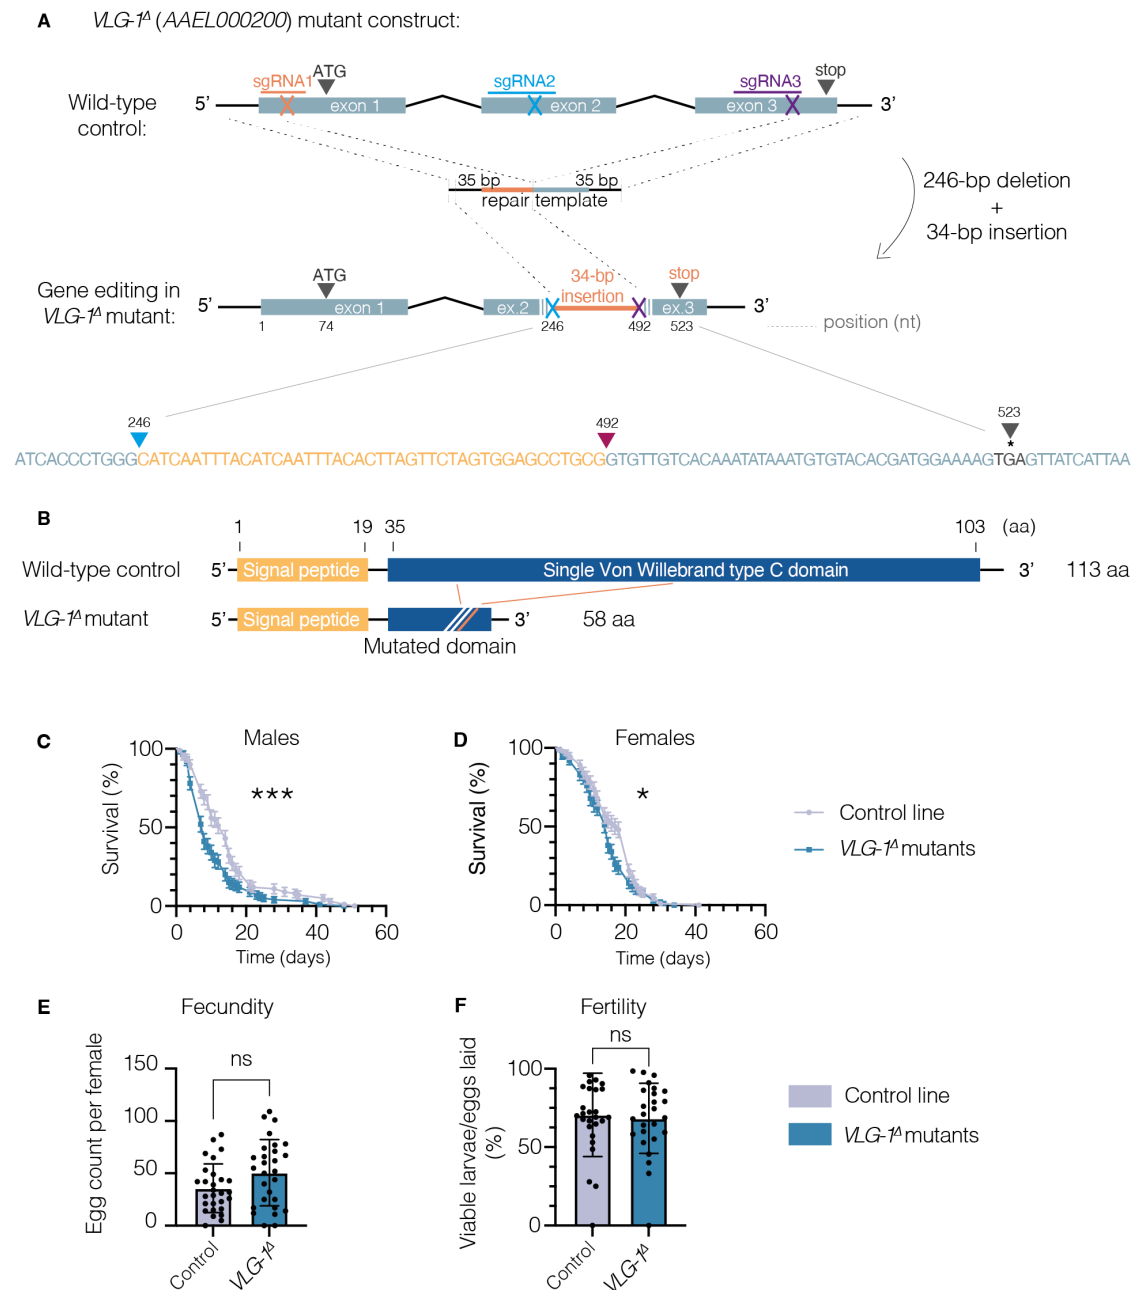 A
VLG-1Δ (AAEL000200) mutant construct:
sgRNA1
ATG
sgRNA2
sgRNA3
stop
Wild-type
control:
5’
exon 1
exon 2
exon 3
3’
35 bp
35 bp
repair template
246-bp deletion
+
34-bp insertion
Gene editing in
VLG-1Δ mutant:
5’
ATG
exon 1
ex.2
34-bp
insertion
stop
ex.3
3’
1
74
246
492
523
position (nt)
246
492
523
*
ATCACCCTGGGCATCAATTTACATCAATTTACACTTAGTTCTAGTGGAGCCTGCGGTGTTGTCACAAATATAAATGTGTACACGATGGAAAAGTGAGTTATCATTAA
B
1
19
35
103
(aa)
Wild-type control
5’
Signal peptide
Single Von Willebrand type C domain
3’
113 aa
VLG-1Δ mutant
5’
Signal peptide
3’
58 aa
Mutated domain
C
Males
Survival (%)
100
50
0
***
0
20
40
60
Time (days)
D
Females
Survival (%)
100
50
0
*
0
20
40
60
Time (days)
Control line
VLG-1Δ mutants
E
Fecundity
Egg count per female
150
100
50
0
ns
Control
VLG-1Δ
F
Fertility
Viable larvae/eggs laid
(%)
100
50
0
ns
Control
VLG-1Δ
Control line
VLG-1Δ mutants